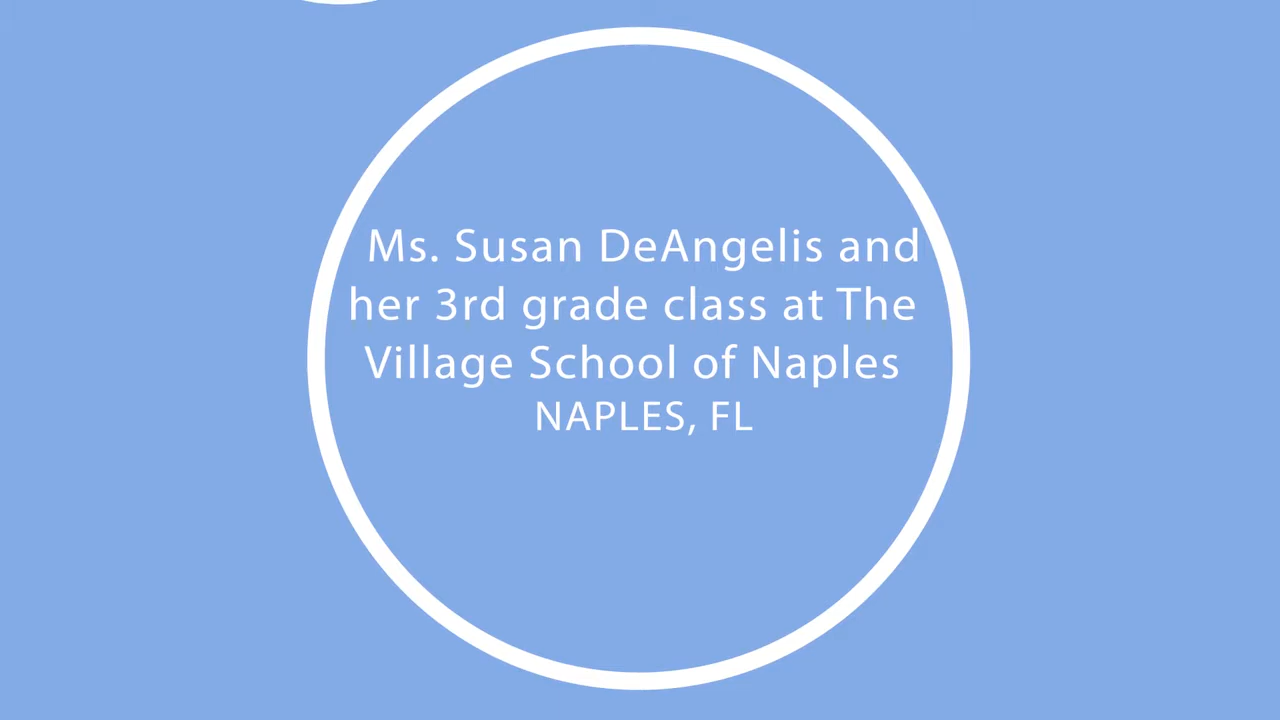 Ms. Susan DeAngelis and
her 3rd grade class at The
Village School of Naples
NAPLES, FL